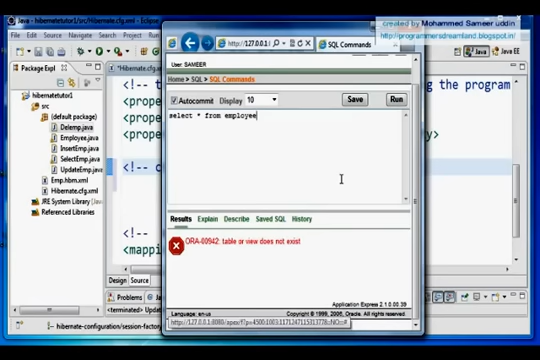 Java - hibernatetutor1/src/Hibernate.cfg.xml - Eclipse
created by Mohammed Sameer uddin
http://programmersdreamland.blogspot.in/
File Edit Source Navigate Search
http://127.0.0.1
SQL Commands
Java
Java EE
User: SAMEER
Home > SQL > SQL Commands
Package Expl
*Hibernate.cfg.xml
hibernatetutor1
src
(default package)
Delemp.java
Employee.java
InsertEmp.java
SelectEmp.java
UpdateEmp.java
Emp.hbm.xml
Hibernate.cfg.xml
JRE System Library
Referenced Libraries
<!-- t
<prope
<prope
<prope
<!-- c
<!--
<mappi
the program
y>
Autocommit Display 10 Save Run
select * from employee
Results Explain Describe Saved SQL History
ORA-00942: table or view does not exist
Application Express 2.1.0.00.39
Language: en-us
Copyright © 1999, 2006, Oracle. All rights reserved.
Design Source
Problems
<terminated>
hibernate-configuration/session-factory